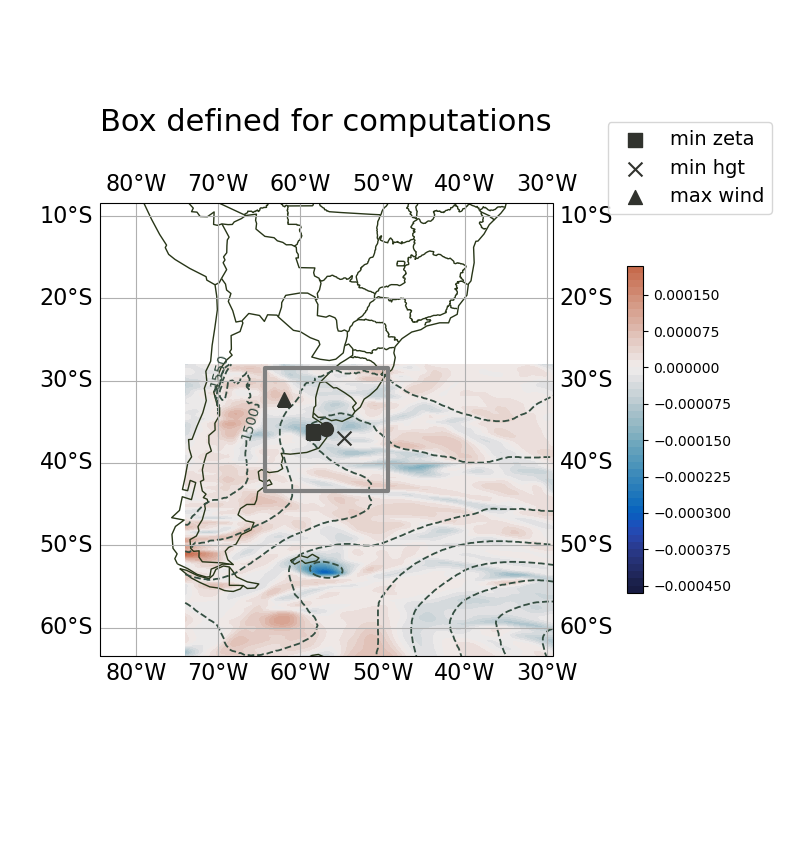 Box defined for computations
min zeta
min hgt
max wind
80°W 70°W 60°W 50°W 40°W 30°W
10°S 10°S
20°S
30°S
40°S
50°S
60°S 60°S
80°W 70°W 60°W 50°W 40°W 30°W
20°S
30°S
40°S
50°S
1550
1500
0.000150
0.000075
0.000000
−0.000075
−0.000150
−0.000225
−0.000300
−0.000375
−0.000450